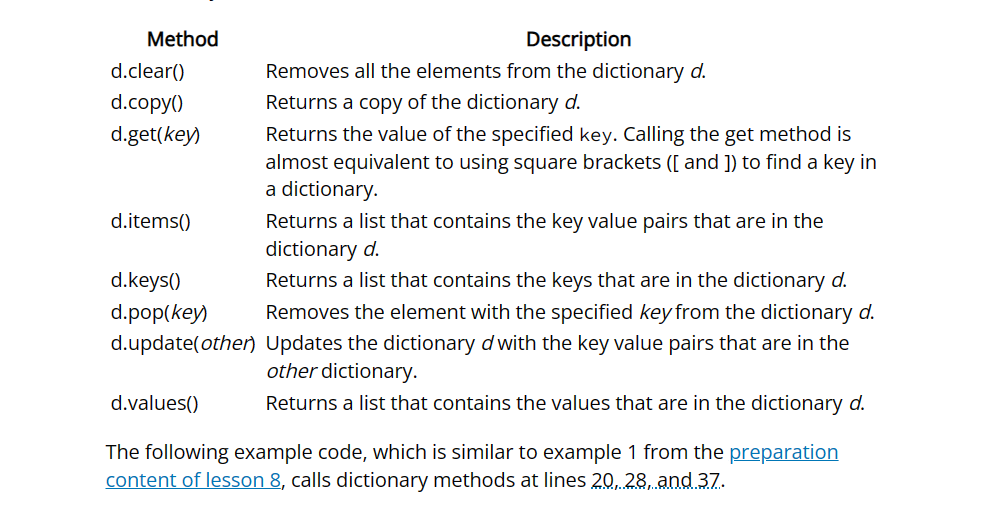 Method Description
d.clear() Removes all the elements from the dictionary d.
d.copy() Returns a copy of the dictionary d.
d.get(key) Returns the value of the specified key. Calling the get method is
almost equivalent to using square brackets ([ and ]) to find a key in
a dictionary.
d.items() Returns a list that contains the key value pairs that are in the
dictionary d.
d.keys() Returns a list that contains the keys that are in the dictionary d.
d.pop(key) Removes the element with the specified key from the dictionary d.
d.update(other) Updates the dictionary d with the key value pairs that are in the
other dictionary.
d.values() Returns a list that contains the values that are in the dictionary d.
The following example code, which is similar to example 1 from the preparation
content of lesson 8, calls dictionary methods at lines 20, 28, and 37.